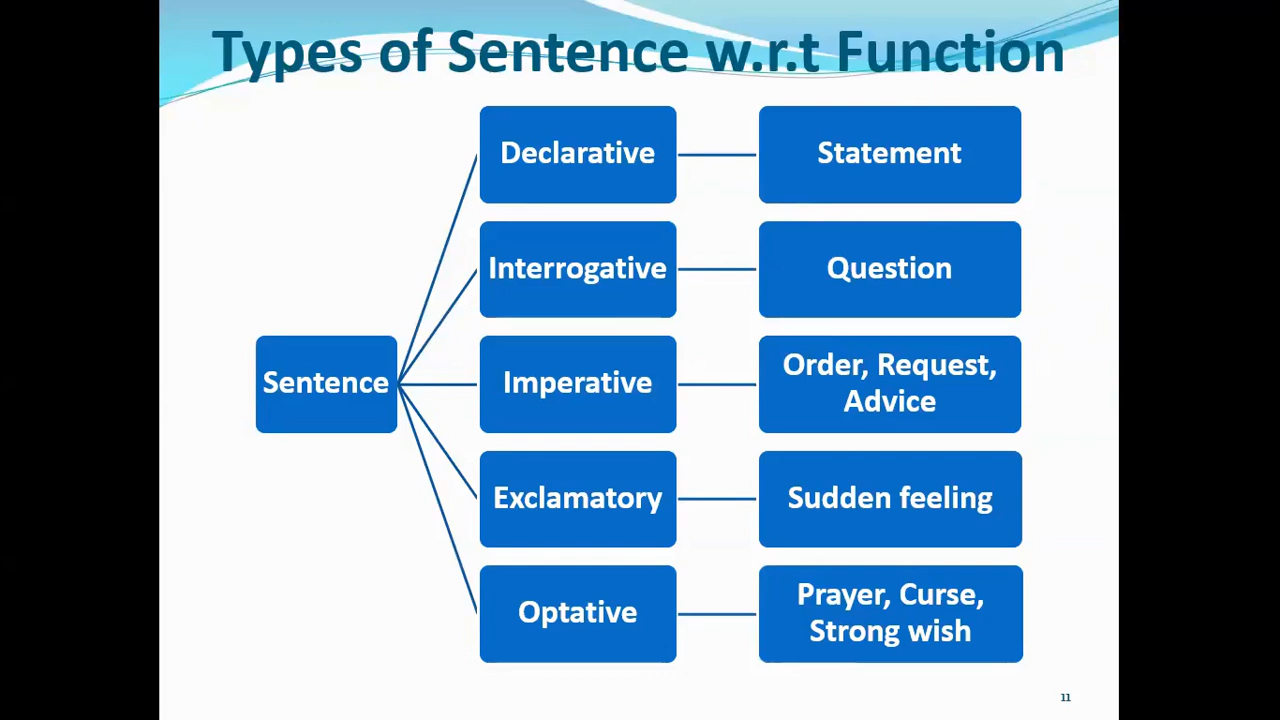 Types of Sentence w.r.t Function
Declarative
Statement
Interrogative
Question
Sentence
Imperative
Order, Request,
Advice
Exclamatory
Sudden feeling
Optative
Prayer, Curse,
Strong wish
11